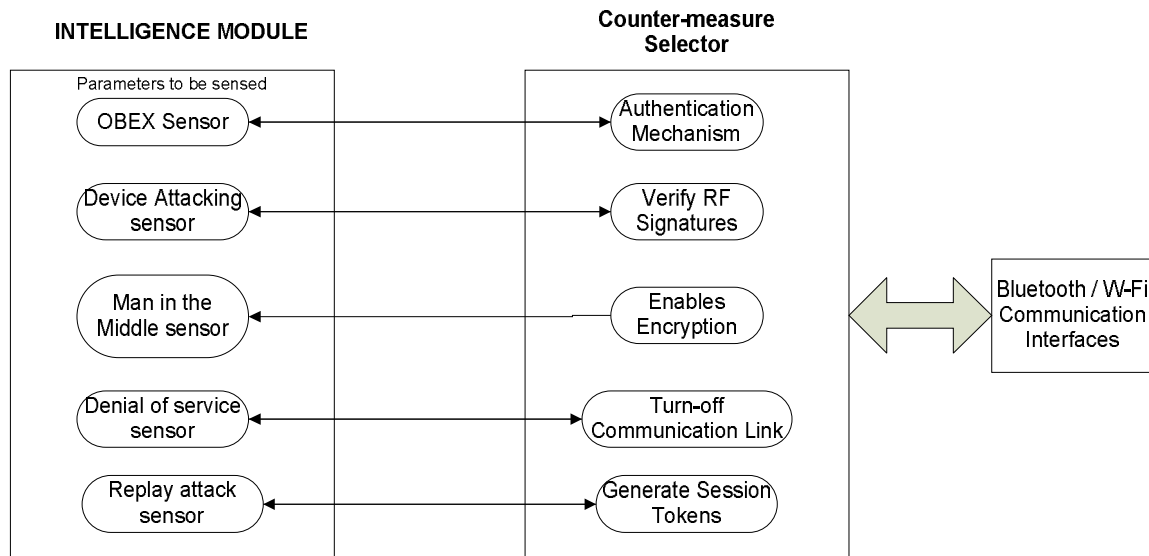 INTELLIGENCE MODULE
Counter-measure
Selector
Parameters to be sensed
OBEX Sensor
Authentication
Mechanism
Device Attacking
sensor
Verify RF
Signatures
Man in the
Middle sensor
Enables
Encryption
Bluetooth / W-Fi
Communication
Interfaces
Denial of service
sensor
Turn-off
Communication Link
Replay attack
sensor
Generate Session
Tokens